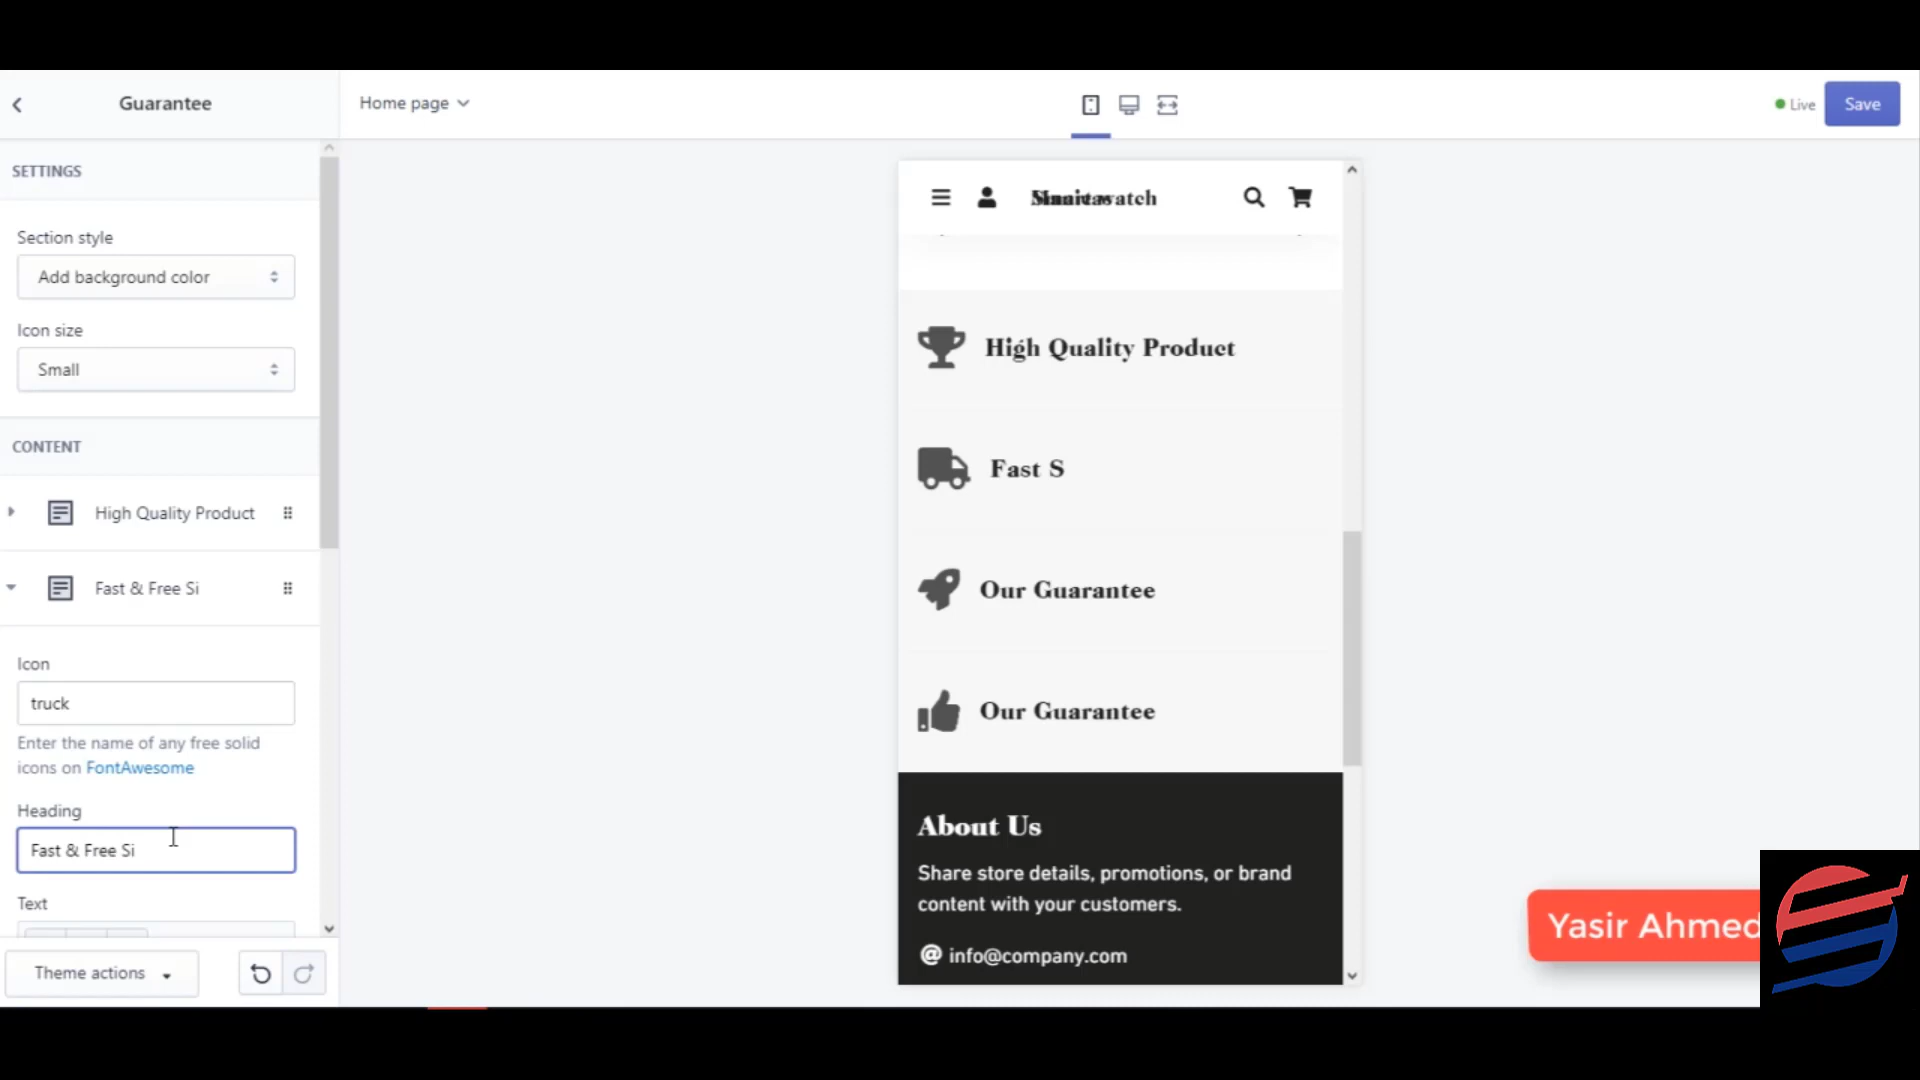 Guarantee
Home page
Live
Save
SETTINGS
Section style
Add background color
Icon size
Small
CONTENT
High Quality Product
Fast & Free Si
Icon
truck
Enter the name of any free solid
icons on FontAwesome
Heading
Fast & Free Si
Text
Theme actions
High Quality Product
Fast S
Our Guarantee
Our Guarantee
About Us
Share store details, promotions, or brand
content with your customers.
@ info@company.com
Yasir Ahmed